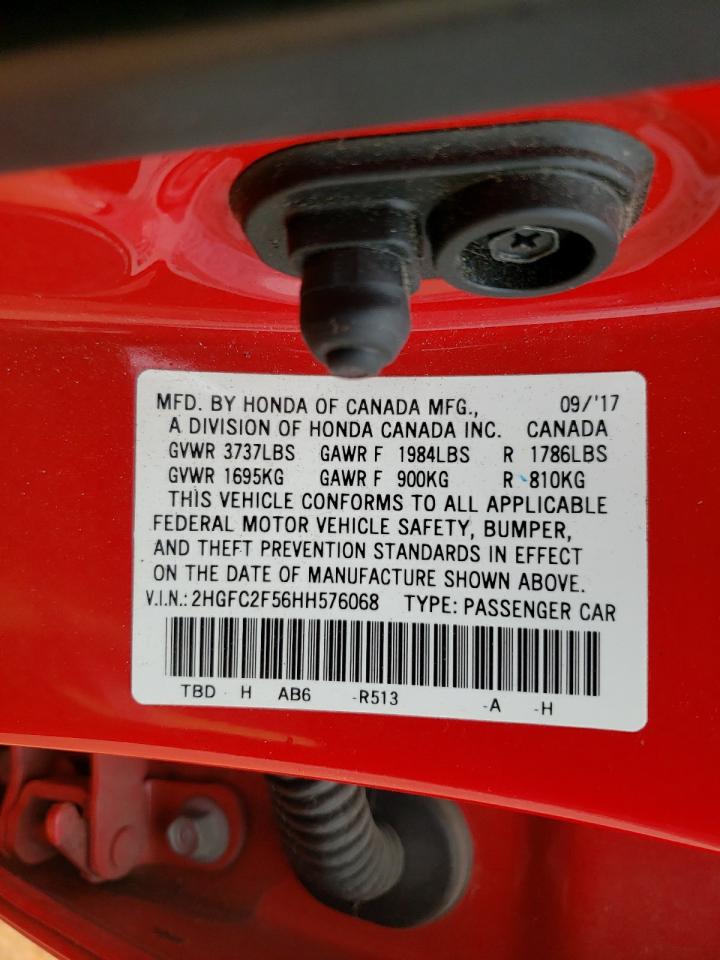 MFD. BY HONDA OF CANADA MFG., 09/'17
A DIVISION OF HONDA CANADA INC. CANADA
GVWR 3737LBS GAWR F 1984LBS R 1786LBS
GVWR 1695KG GAWR F 900KG R 810KG
THIS VEHICLE CONFORMS TO ALL APPLICABLE
FEDERAL MOTOR VEHICLE SAFETY, BUMPER,
AND THEFT PREVENTION STANDARDS IN EFFECT
ON THE DATE OF MANUFACTURE SHOWN ABOVE.
V.I.N.: 2HGFC2F56HH576068 TYPE: PASSENGER CAR
TBD H AB6 -R513 -A -H